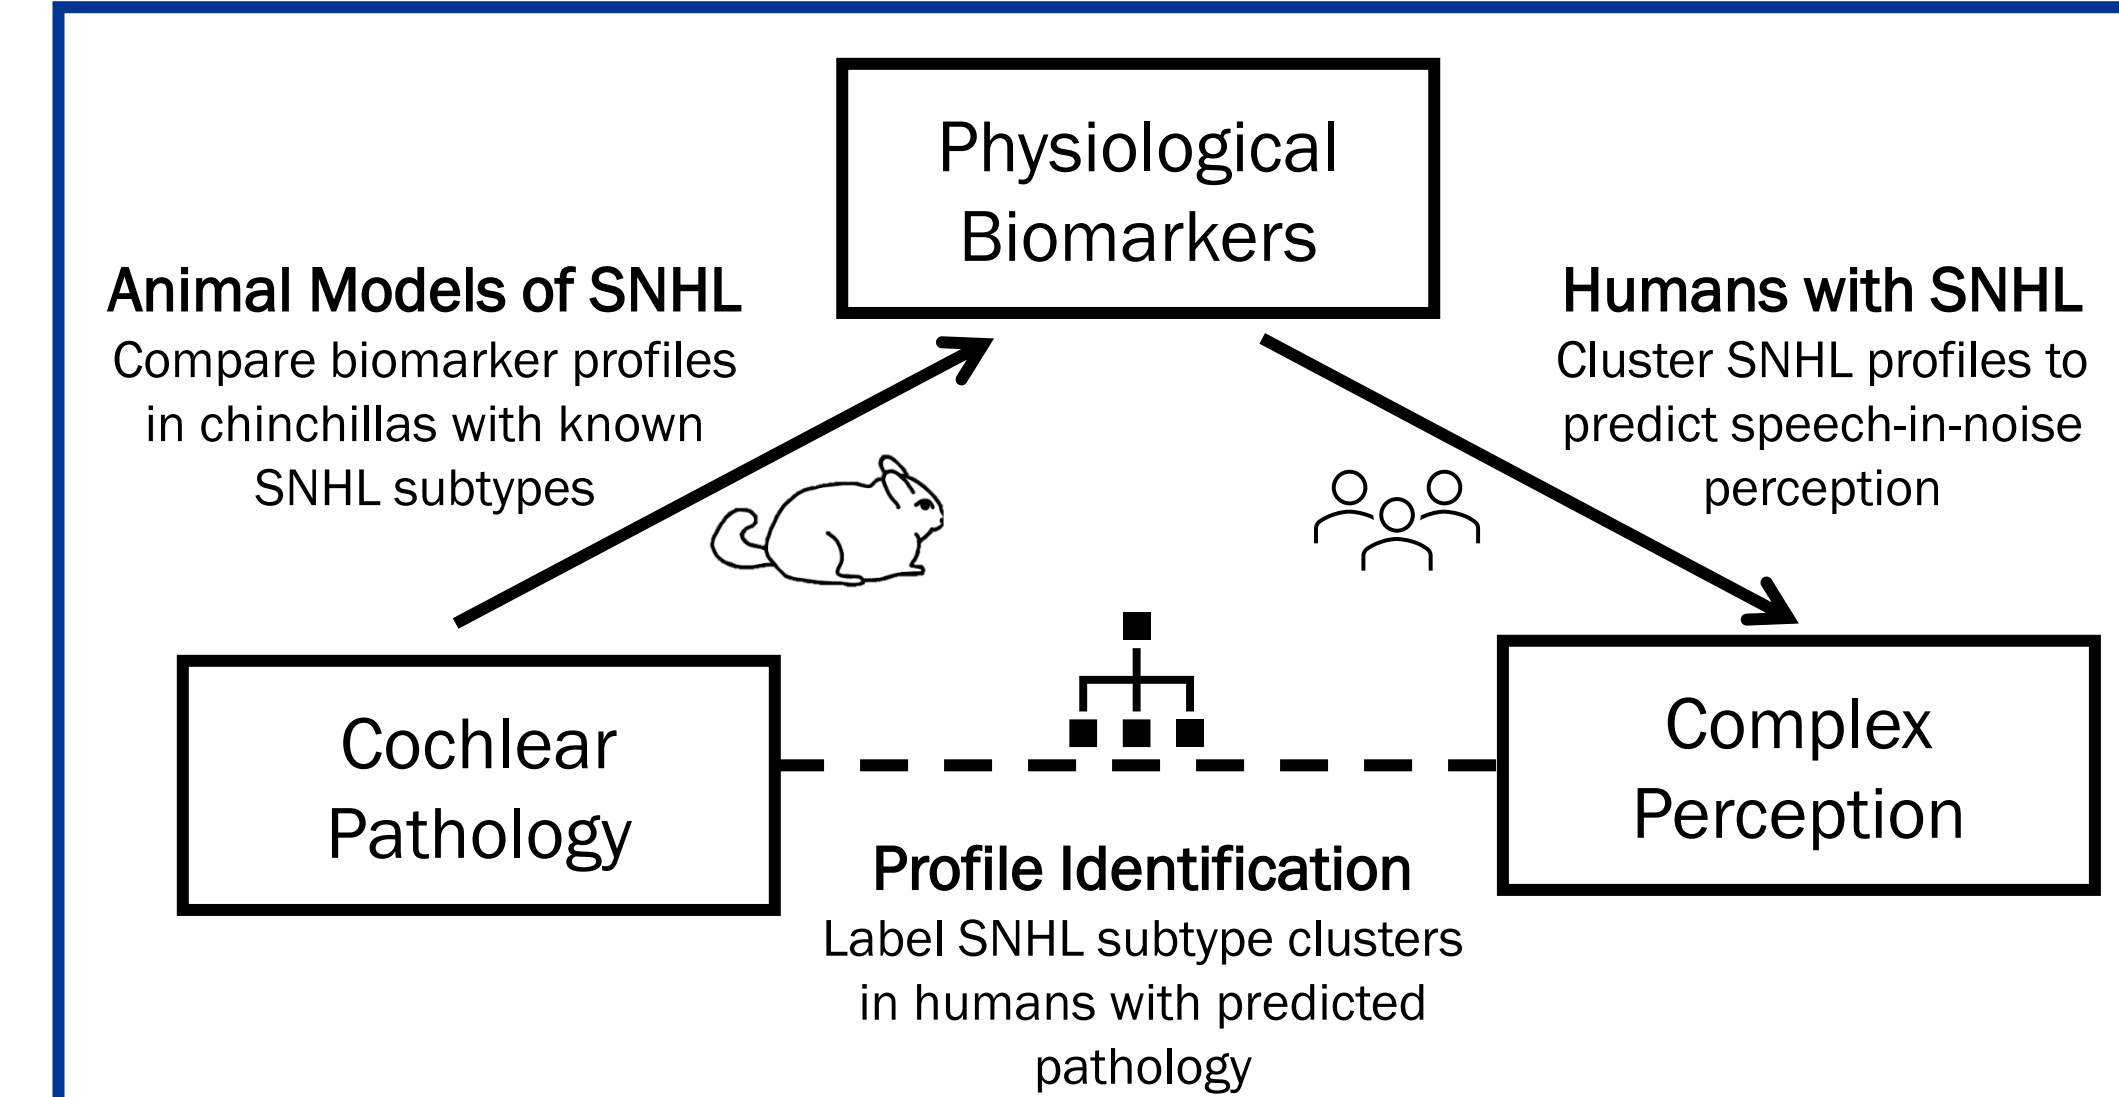 Physiological
Biomarkers
Animal Models of SNHL
Compare biomarker profiles
in chinchillas with known
SNHL subtypes
Humans with SNHL
Cluster SNHL profiles to
predict speech-in-noise
perception
Cochlear
Pathology
Complex
Perception
Profile Identification
Label SNHL subtype clusters
in humans with predicted
pathology